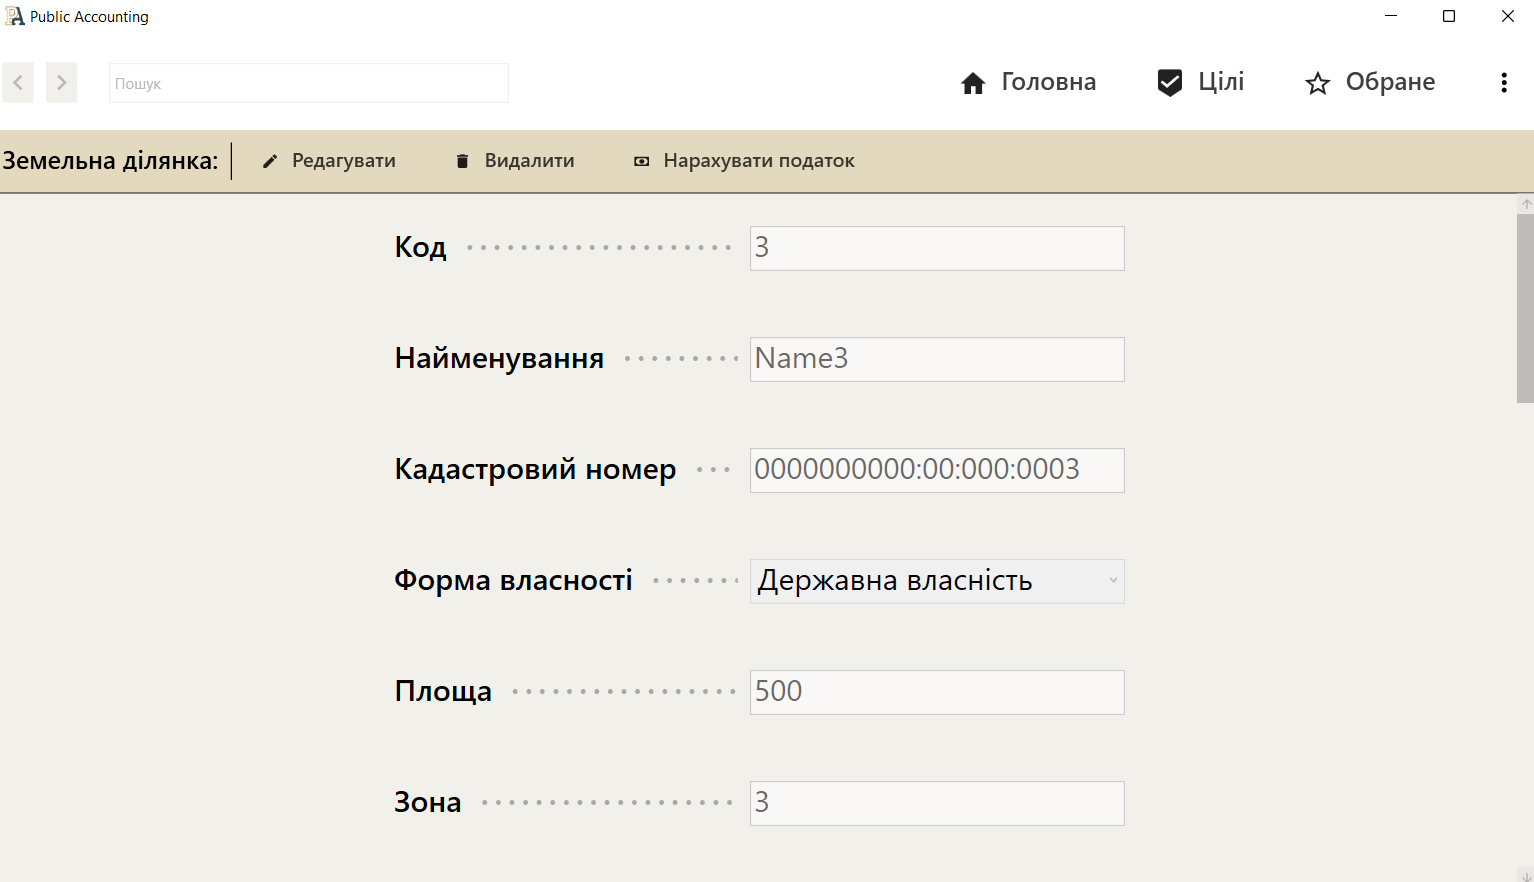 Public Accounting
Пошук
Головна
Цілі
Обране
Земельна ділянка:
Редагувати
Видалити
Нарахувати податок
Код
3
Найменування
Name3
Кадастровий номер
0000000000:00:000:0003
Форма власності
Державна власність
Площа
500
Зона
3